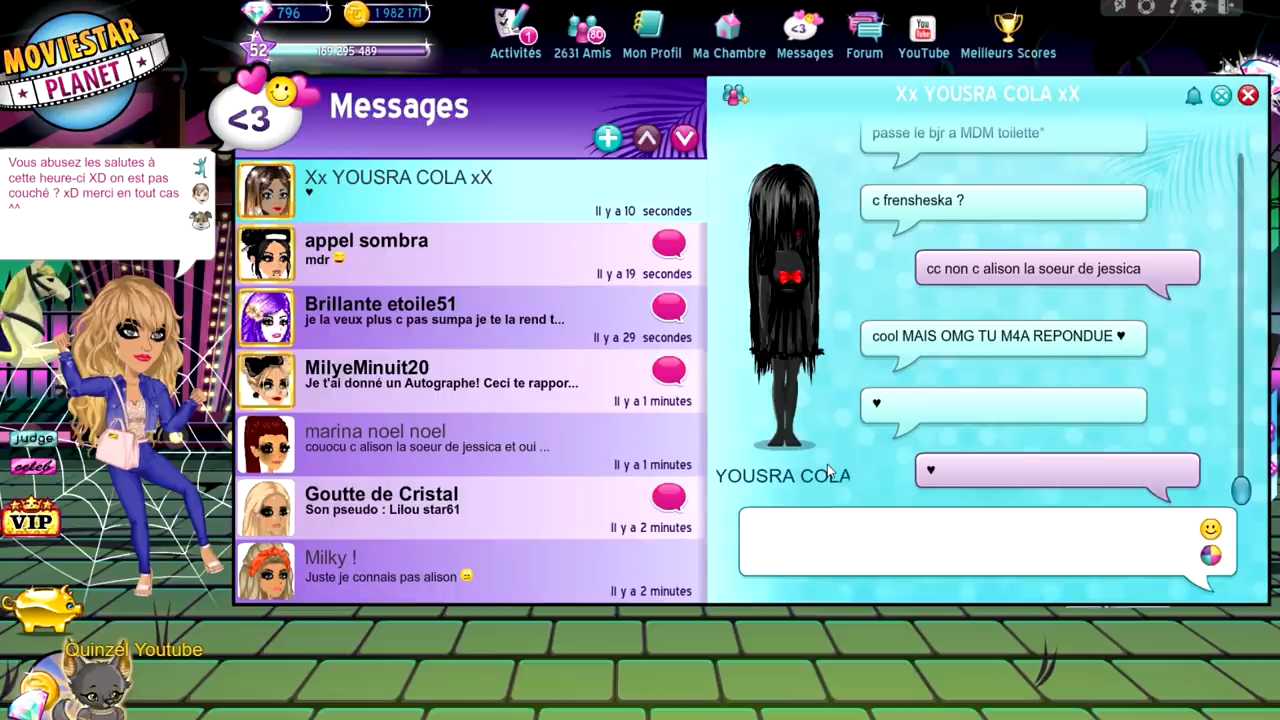 MOVIESTAR
PLANET
796
1 982 171
52
169 295 489
1
80
<3
You
Tube
Activités
2631 Amis
Mon Profil
Ma Chambre
Messages
Forum
YouTube
Meilleurs Scores
<3
Messages
Vous abusez les salutes à
cette heure-ci XD on est pas
couché ? xD merci en tout cas
^^
judge
celeb
VIP
Quinzel Youtube
Xx YOUSRA COLA xX
♥
Il y a 10 secondes
appel sombra
mdr 😄
Il y a 19 secondes
Brillante etoile51
je la veux plus c pas sumpa je te la rend t...
Il y a 29 secondes
MilyeMinuit20
Je t'ai donné un Autographe! Ceci te rappor...
Il y a 1 minutes
marina noel noel
couocu c alison la soeur de jessica et oui ...
Il y a 1 minutes
Goutte de Cristal
Son pseudo : Lilou star61
Il y a 2 minutes
Milky !
Juste je connais pas alison 😊
Il y a 2 minutes
Xx YOUSRA COLA xX
passe le bjr a MDM toilette*
c frensheska ?
cc non c alison la soeur de jessica
cool MAIS OMG TU M4A REPONDUE ♥
♥
♥
YOUSRA COLA